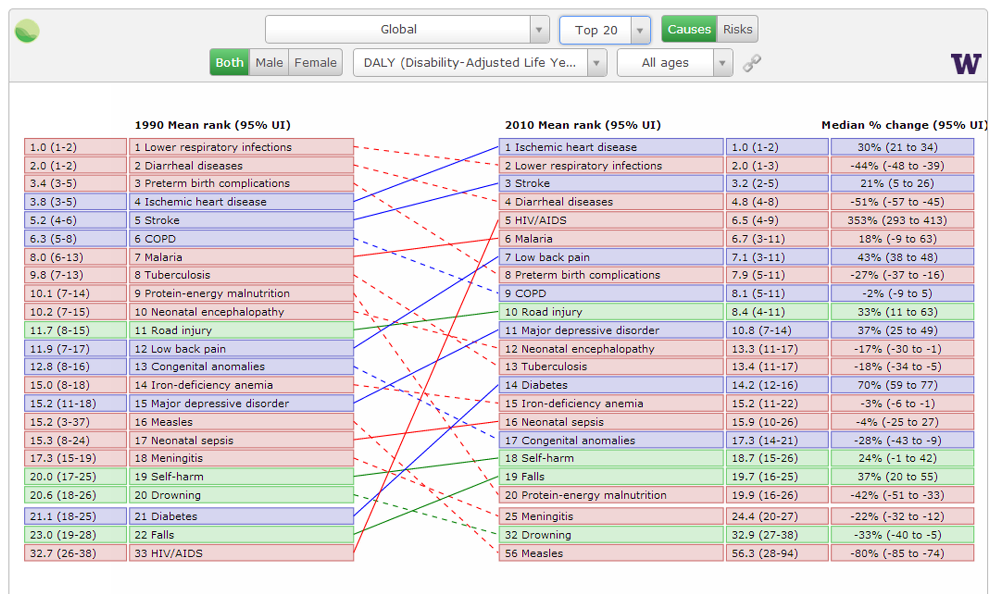 Global Top 20 Causes Risks
Both Male Female DALY (Disability-Adjusted Life Ye... All ages W
1990 Mean rank (95% UI) 2010 Mean rank (95% UI) Median % change (95% UI)
1.0 (1-2) 1 Lower respiratory infections 1 Ischemic heart disease 1.0 (1-2) 30% (21 to 34)
2.0 (1-2) 2 Diarrheal diseases 2 Lower respiratory infections 2.0 (1-3) -44% (-48 to -39)
3.4 (3-5) 3 Preterm birth complications 3 Stroke 3.2 (2-5) 21% (5 to 26)
3.8 (3-5) 4 Ischemic heart disease 4 Diarrheal diseases 4.8 (4-8) -51% (-57 to -45)
5.2 (4-6) 5 Stroke 5 HIV/AIDS 6.5 (4-9) 353% (293 to 413)
6.3 (5-8) 6 COPD 6 Malaria 6.7 (3-11) 18% (-9 to 63)
8.0 (6-13) 7 Malaria 7 Low back pain 7.1 (3-11) 43% (38 to 48)
9.8 (7-13) 8 Tuberculosis 8 Preterm birth complications 7.9 (5-11) -27% (-37 to -16)
10.1 (7-14) 9 Protein-energy malnutrition 9 COPD 8.1 (5-11) -2% (-9 to 5)
10.2 (7-15) 10 Neonatal encephalopathy 10 Road injury 8.4 (4-11) 33% (11 to 63)
11.7 (8-15) 11 Road injury 11 Major depressive disorder 10.8 (7-14) 37% (25 to 49)
11.9 (7-17) 12 Low back pain 12 Neonatal encephalopathy 13.3 (11-17) -17% (-30 to -1)
12.8 (8-16) 13 Congenital anomalies 13 Tuberculosis 13.4 (11-17) -18% (-34 to -5)
15.0 (8-18) 14 Iron-deficiency anemia 14 Diabetes 14.2 (12-16) 70% (59 to 77)
15.2 (11-18) 15 Major depressive disorder 15 Iron-deficiency anemia 15.2 (11-22) -3% (-6 to -1)
15.2 (3-37) 16 Measles 16 Neonatal sepsis 15.9 (10-26) -4% (-25 to 27)
15.3 (8-24) 17 Neonatal sepsis 17 Congenital anomalies 17.3 (14-21) -28% (-43 to -9)
17.3 (15-19) 18 Meningitis 18 Self-harm 18.7 (15-26) 24% (-1 to 42)
20.0 (17-25) 19 Self-harm 19 Falls 19.7 (16-25) 37% (20 to 55)
20.6 (18-26) 20 Drowning 20 Protein-energy malnutrition 19.9 (16-26) -42% (-51 to -33)
21.1 (18-25) 21 Diabetes 25 Meningitis 24.4 (20-27) -22% (-32 to -12)
23.0 (19-28) 22 Falls 32 Drowning 32.9 (27-38) -33% (-40 to -5)
32.7 (26-38) 33 HIV/AIDS 56 Measles 56.3 (28-94) -80% (-85 to -74)